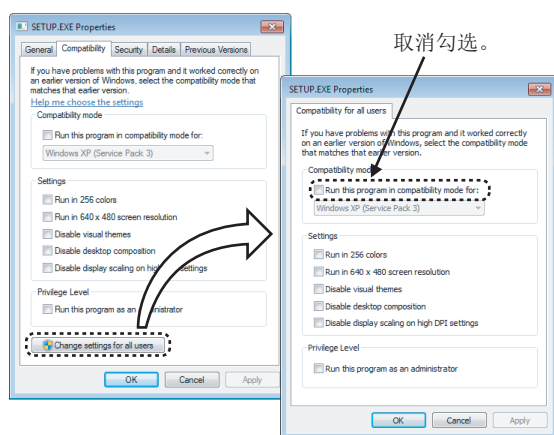 SETUP.EXE Properties
General Compatibility Security Details Previous Versions
If you have problems with this program and it worked correctly on
an earlier version of Windows, select the compatibility mode that
matches that earlier version.
Help me choose the settings
Compatibility mode
Run this program in compatibility mode for:
Windows XP (Service Pack 3)
Settings
Run in 256 colors
Run in 640 x 480 screen resolution
Disable visual themes
Disable desktop composition
Disable display scaling on high settings
Privilege Level
Run this program as an administrator
Change settings for all users
OK Cancel Apply
取消勾选。
SETUP.EXE Properties
Compatibility for all users
If you have problems with this program and it worked correctly
on an earlier version of Windows, select the compatibility mode
that matches that earlier version.
Compatibility mode
Run this program in compatibility mode for:
Windows XP (Service Pack 3)
Settings
Run in 256 colors
Run in 640 x 480 screen resolution
Disable visual themes
Disable desktop composition
Disable display scaling on high DPI settings
Privilege Level
Run this program as an administrator
OK Cancel Apply